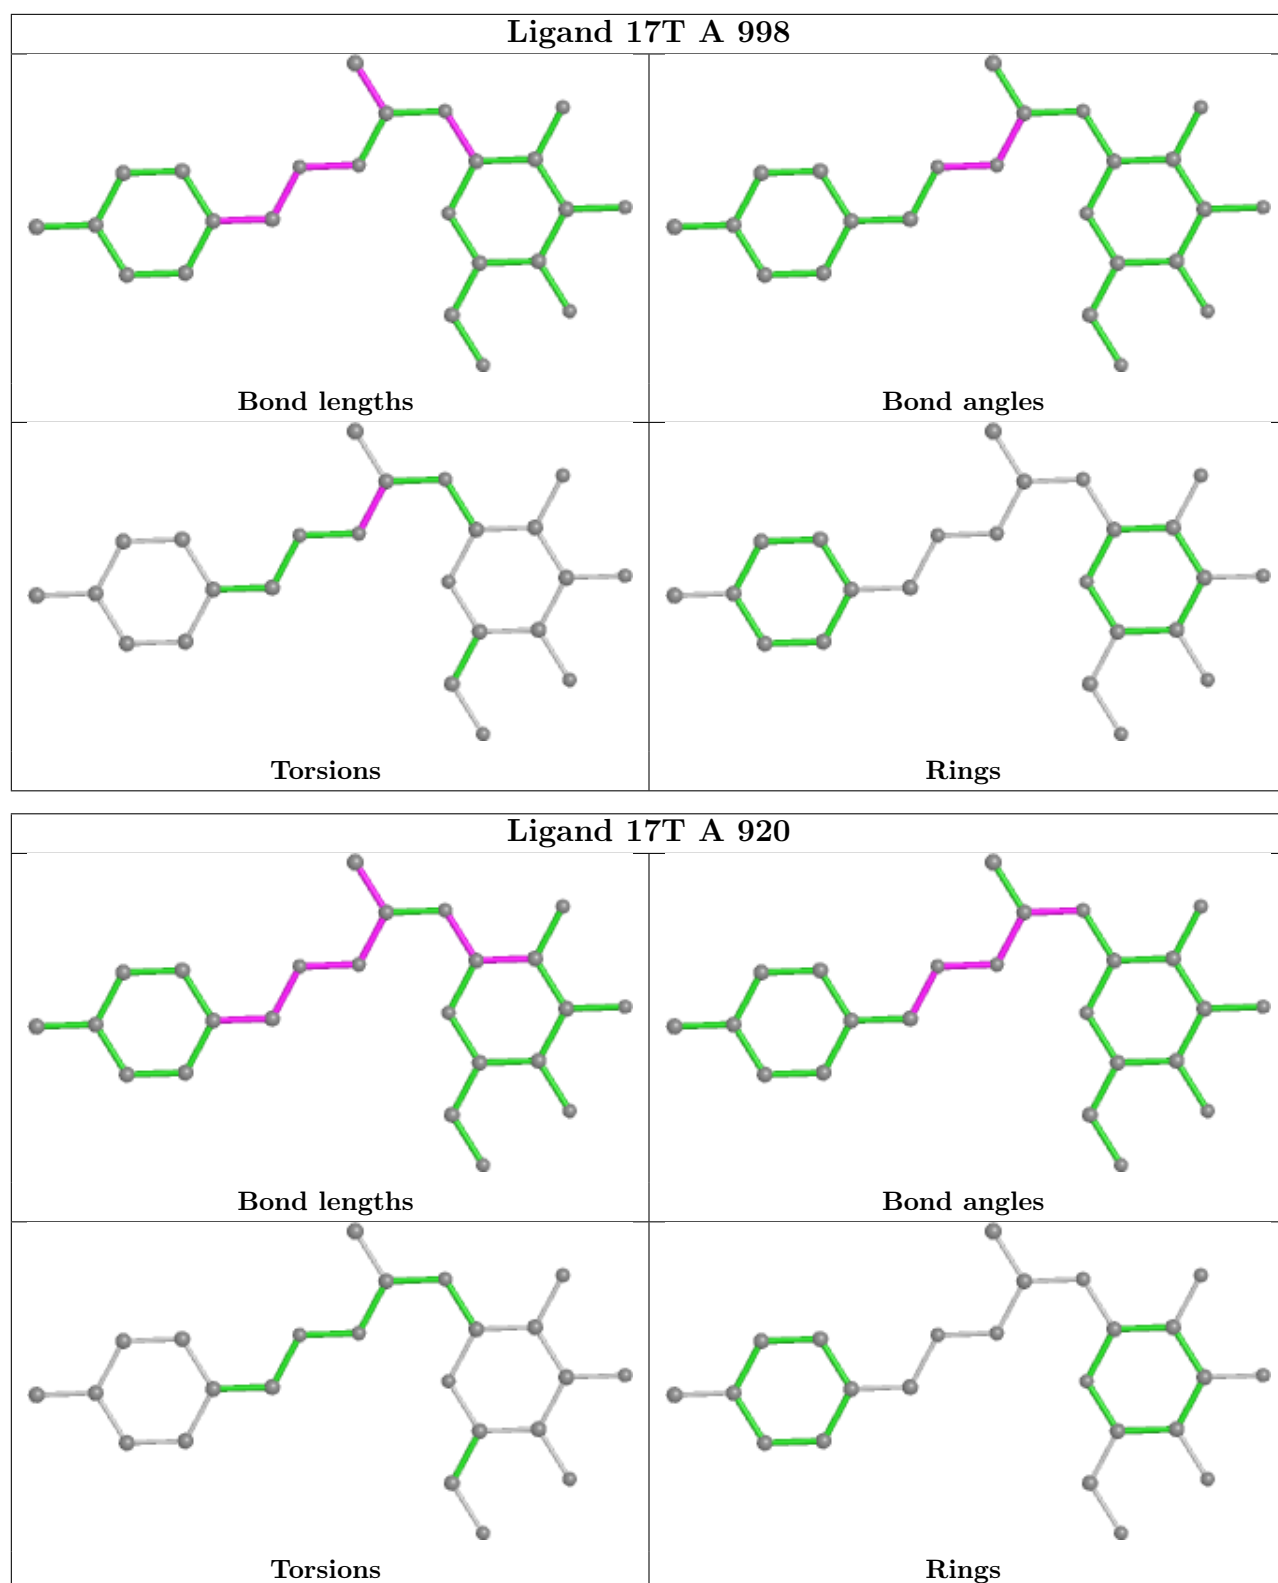 Ligand 17T A 998
Bond lengths
Bond angles
Torsions
Rings
Ligand 17T A 920
Bond lengths
Bond angles
Torsions
Rings